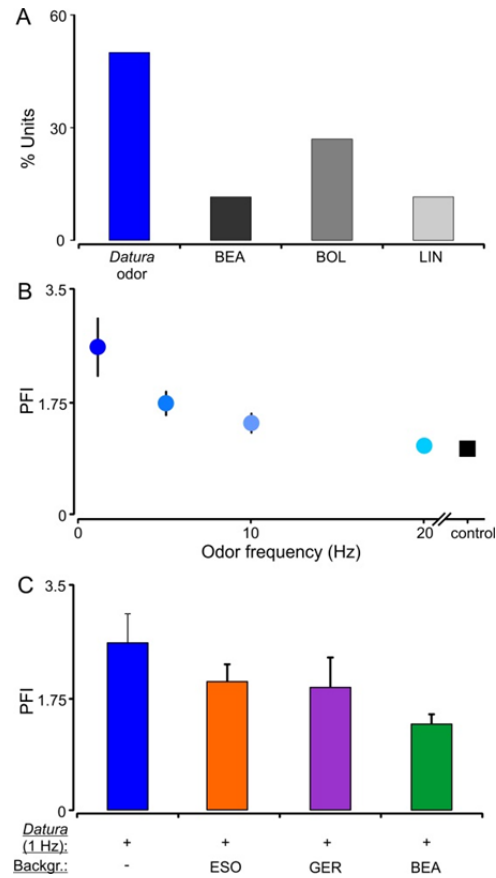 A
60
30
0
% Units
Datura
odor
BEA
BOL
LIN
B
3.5
1.75
0
PFI
0
10
20
control
Odor frequency (Hz)
C
3.5
1.75
0
PFI
Datura
(1 Hz):
+
+
+
+
Backgr.:
-
ESO
GER
BEA